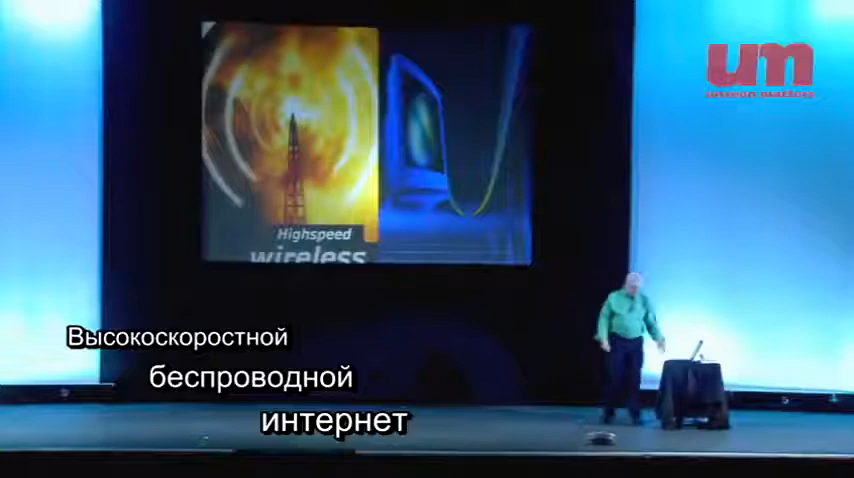 um
Highspeed
wireless
Высокоскоростной
беспроводной
интернет